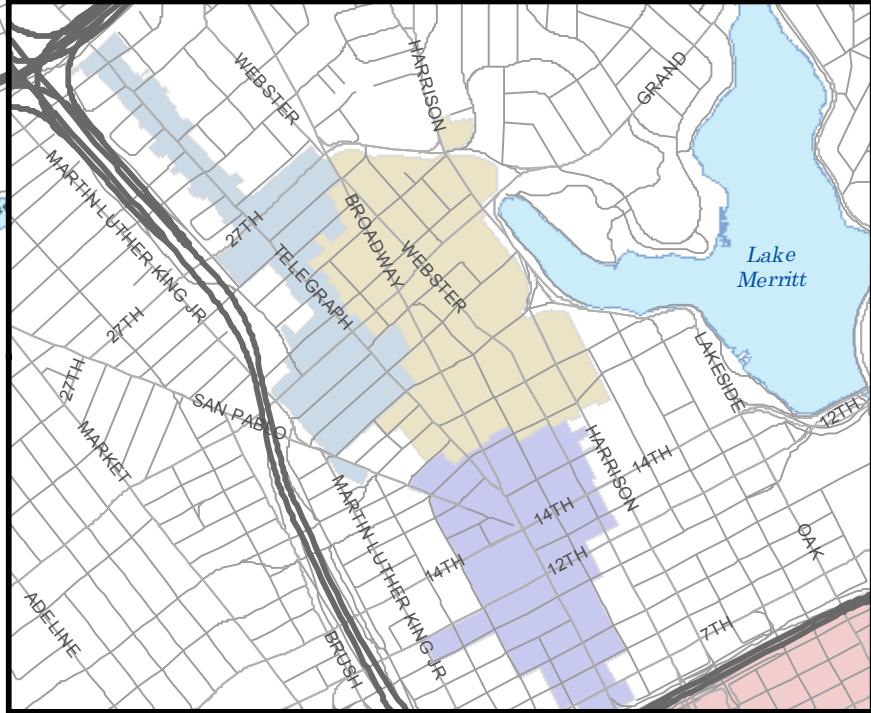 WEBSTER
HARRISON
GRAND
MARTIN LUTHER KING JR
27TH
BROADWAY
TELEGRAPH
WEBSTER
Lake
Merritt
27TH
27TH
LAKESIDE
SAN PABLO
12TH
MARKET
HARRISON
14TH
MARTIN LUTHER KING JR
14TH
OAK
14TH
12TH
ADELINE
7TH
BRUSH